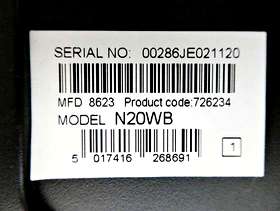 SERIAL NO: 00286JE021120
MFD 8623 Product code:726234
MODEL N20WB
1
5 017416 268691